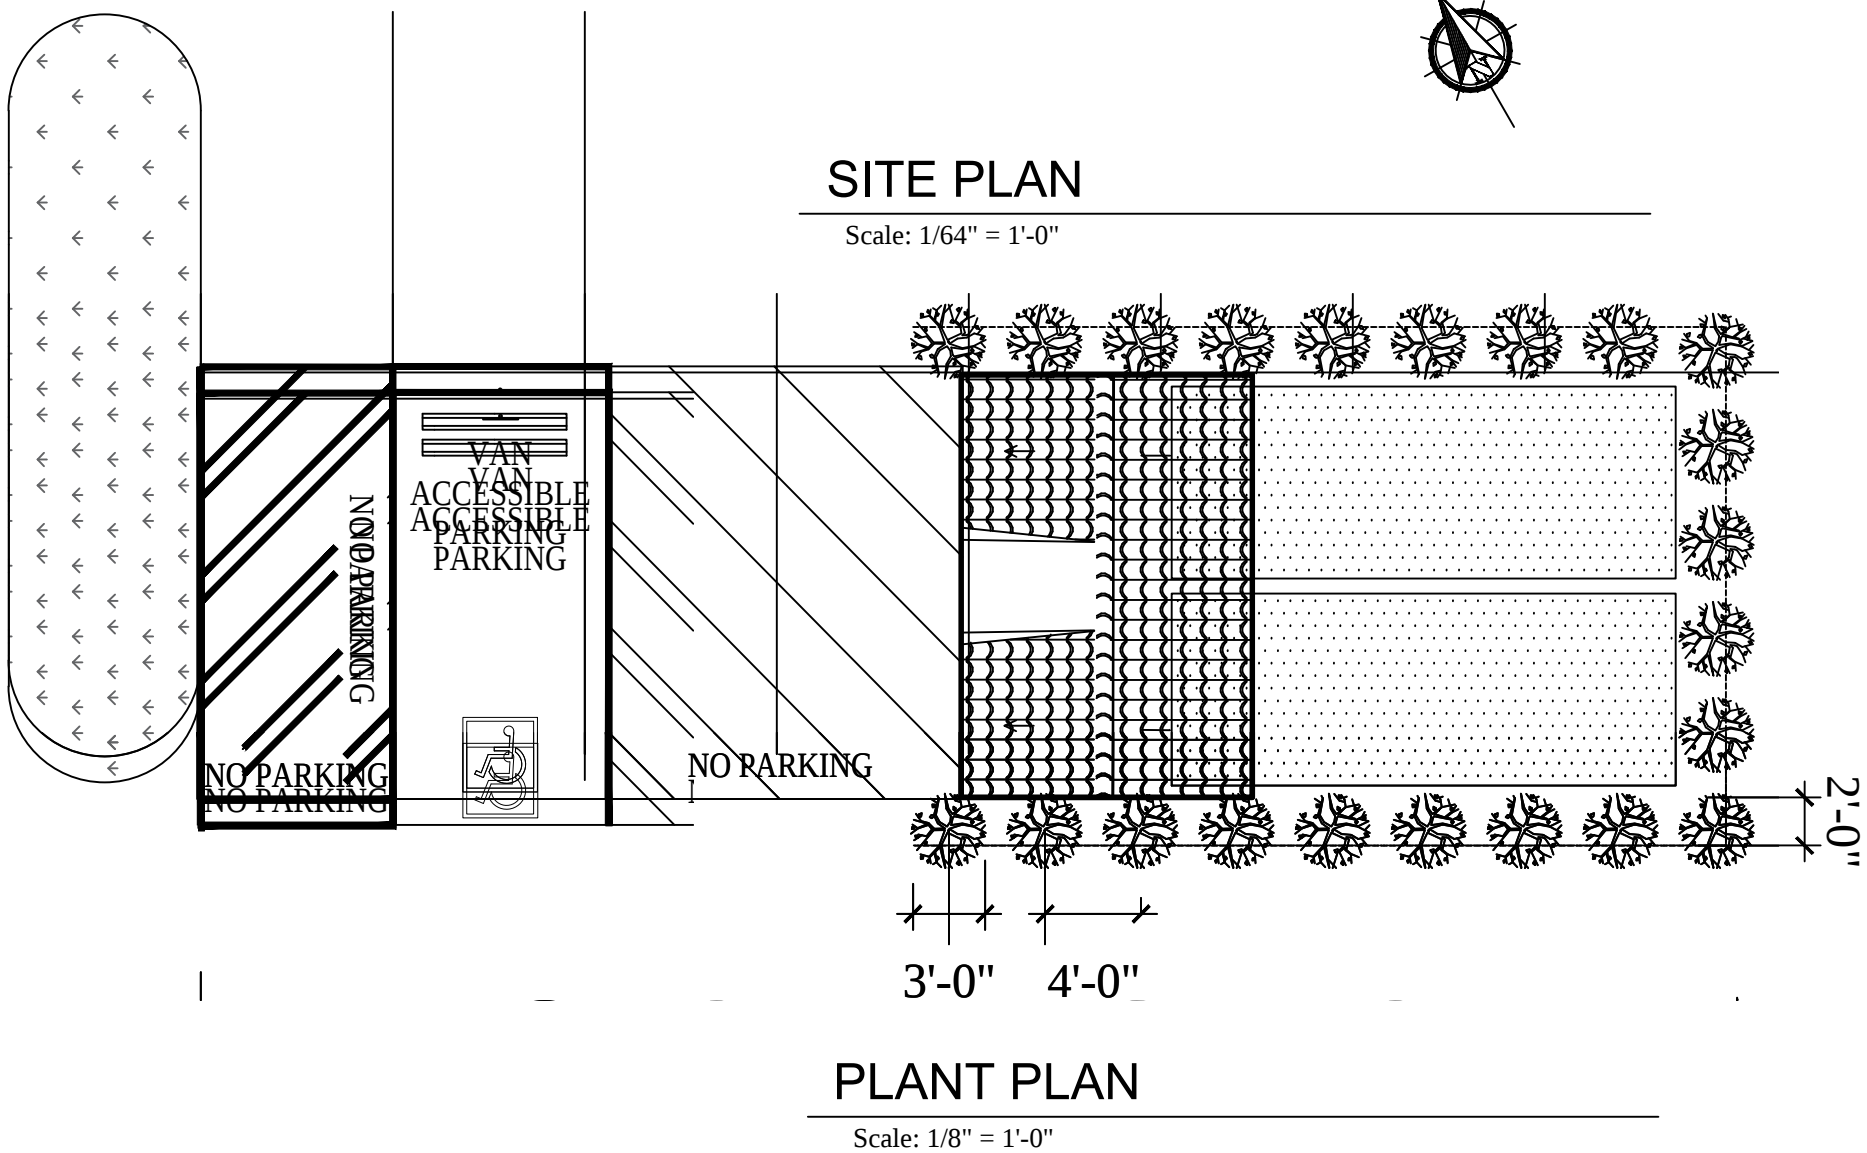 N
SITE PLAN
Scale: 1/64" = 1'-0"
VAN
VAN
ACCESSIBLE
ACCESSIBLE
PARKING
PARKING
NO PARKING
NO PARKING
NO PARKING
NO PARKING
NO PARKING
2'-0"
3'-0" 4'-0"
PLANT PLAN
Scale: 1/8" = 1'-0"